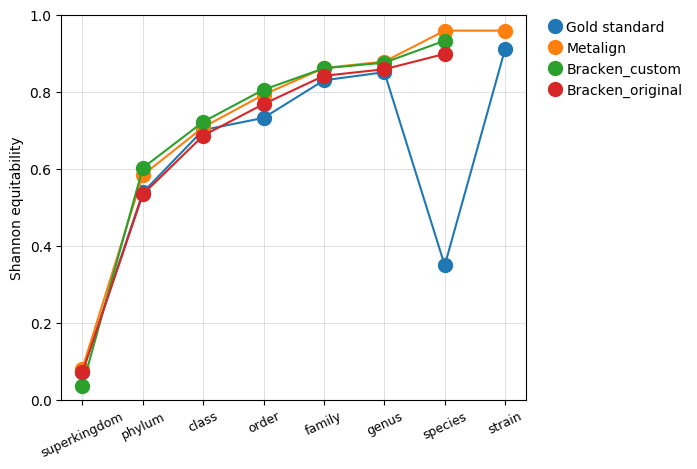 1.0
0.8
0.6
0.4
0.2
0.0
Shannon equitability
superkingdom
phylum
class
order
family
genus
species
strain
Gold standard
Metalign
Bracken_custom
Bracken_original